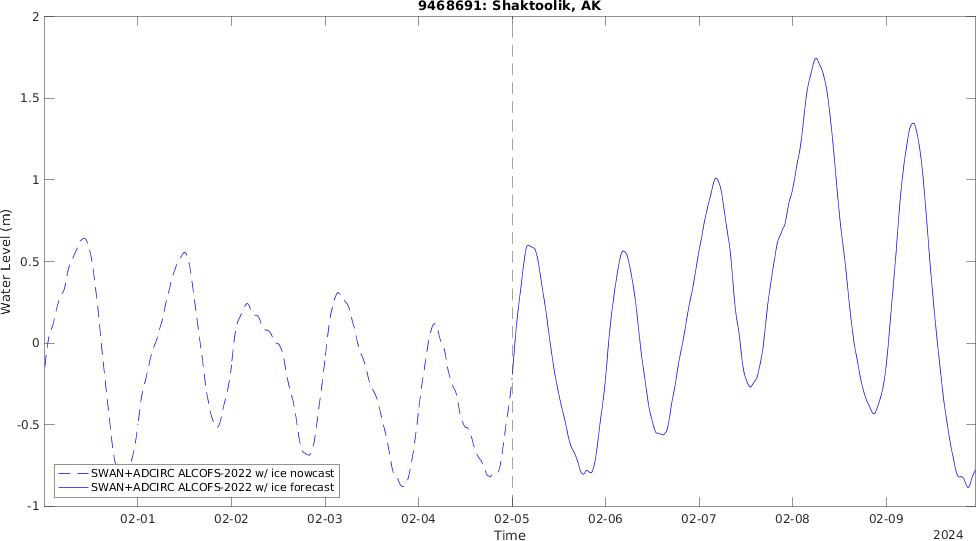 9468691: Shaktoolik, AK
2
1.5
1
0.5
0
-0.5
-1
Water Level (m)
SWAN+ADCIRC ALCOFS-2022 w/ ice nowcast
SWAN+ADCIRC ALCOFS-2022 w/ ice forecast
02-01 02-02 02-03 02-04 02-05 02-06 02-07 02-08 02-09
Time
2024